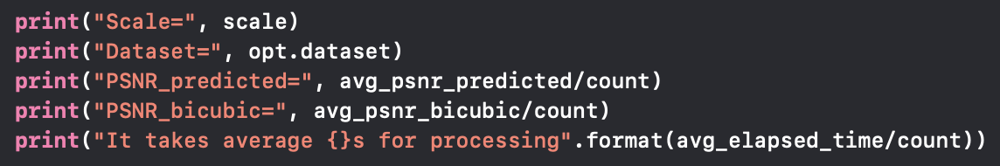 print("Scale=", scale)
print("Dataset=", opt.dataset)
print("PSNR_predicted=", avg_psnr_predicted/count)
print("PSNR_bicubic=", avg_psnr_bicubic/count)
print("It takes average {}s for processing".format(avg_elapsed_time/count))